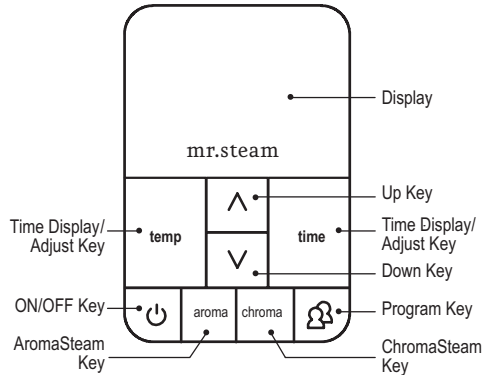 Display
mr.steam
Up Key
Time Display/
Adjust Key
temp
time
Time Display/
Adjust Key
Down Key
ON/OFF Key
aroma
chroma
Program Key
AromaSteam
Key
ChromaSteam
Key